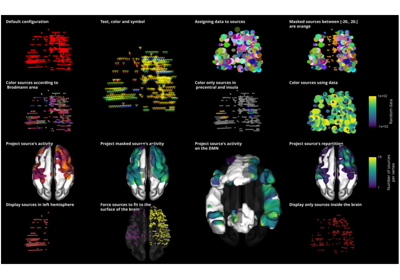 Default configuration
Text, color and symbol
Assigning data to sources
Masked sources between [-20., 20.]
are orange
Color sources according to
Brodmann area
Color only sources in
precentral and insula
Color sources using data
Random data
Project source's activity
Project masked source's activity
Project source's activity
on the DMN
Project source's repartition
Number of sources
per vertex
Display sources in left hemisphere
Force sources to fit to the
surface of the brain
Display only sources inside the brain